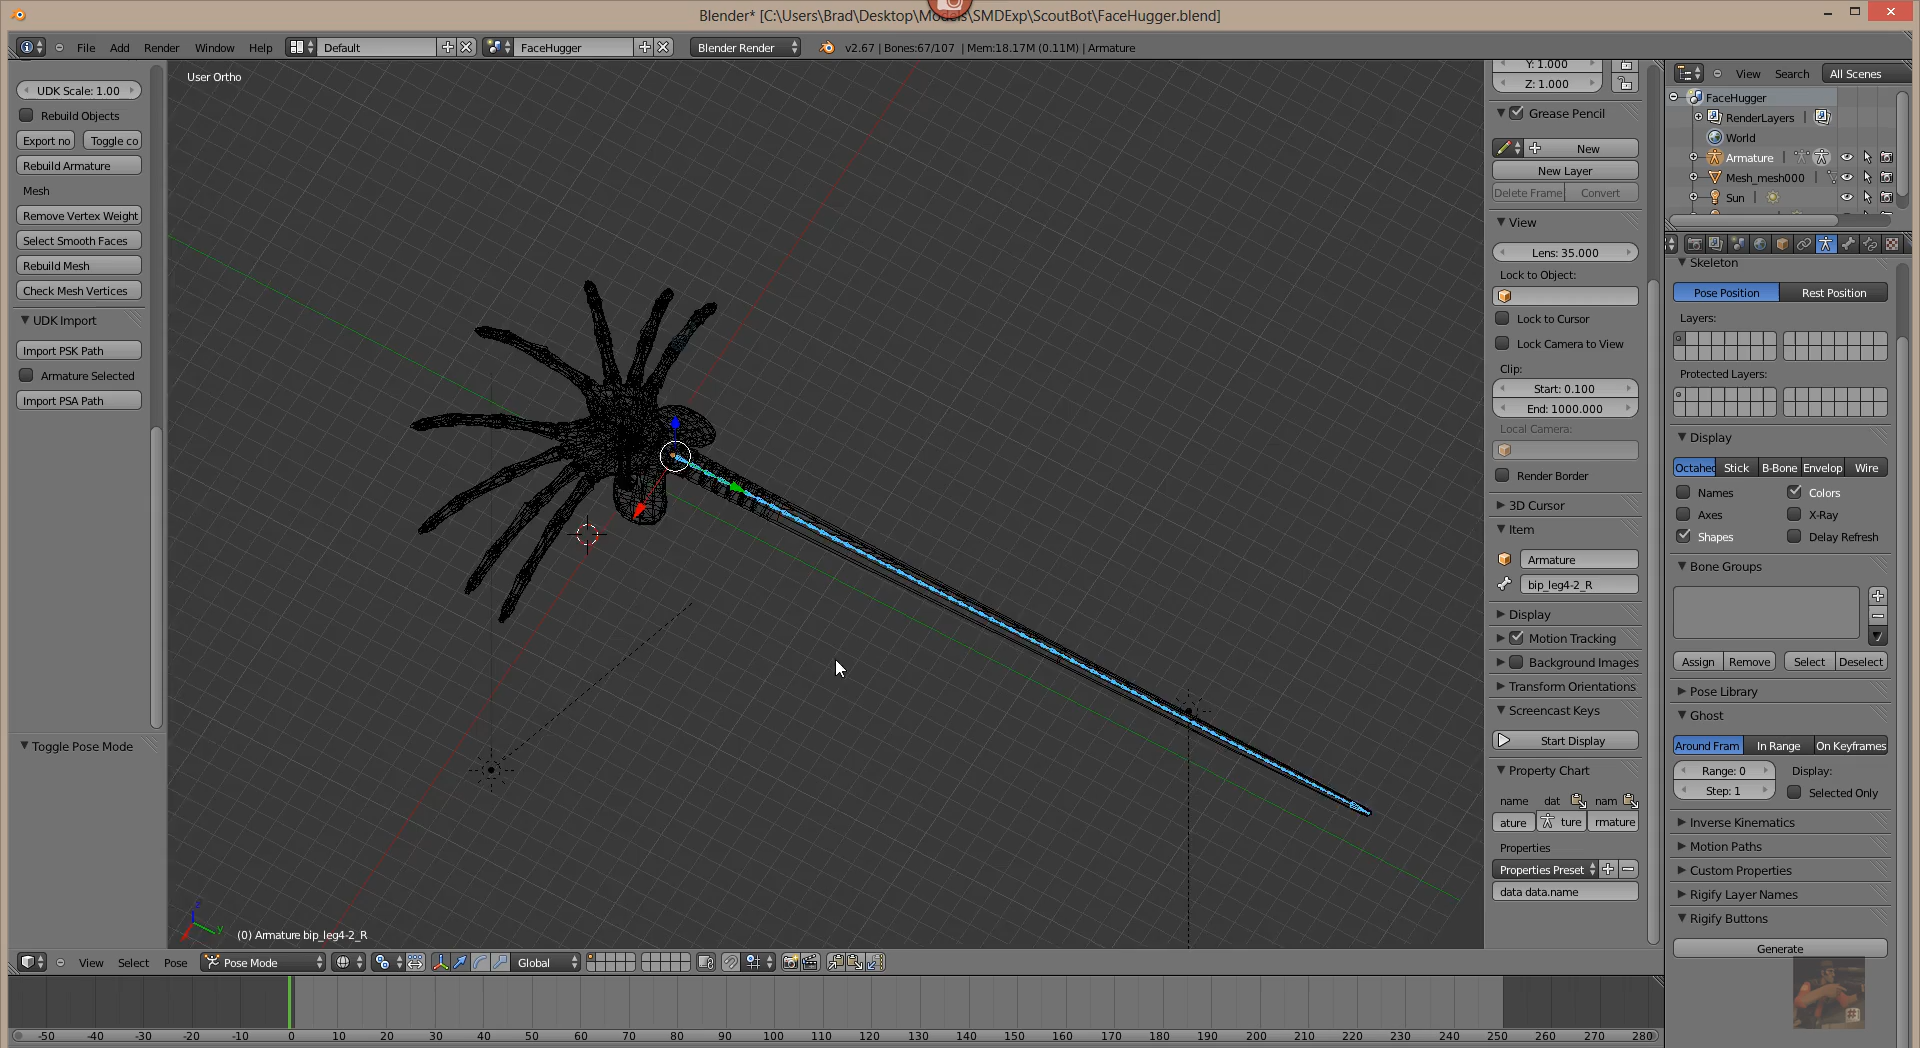 Blender* [C:\Users\Brad\Desktop\Models\SMDExp\ScoutBot\FaceHugger.blend]
File Add Render Window Help Default FaceHugger Blender Render v2.67 | Bones:67/107 | Mem:18.17M (0.11M) | Armature
User Ortho
UDK Scale: 1.00
Rebuild Objects
Export no Toggle co
Rebuild Armature
Mesh
Remove Vertex Weight
Select Smooth Faces
Rebuild Mesh
Check Mesh Vertices
UDK Import
Import PSK Path
Armature Selected
Import PSA Path
Toggle Pose Mode
Y: 1.000
Z: 1.000
Grease Pencil
New
New Layer
Delete Frame Convert
View
Lens: 35.000
Lock to Object:
Lock to Cursor
Lock Camera to View
Clip:
Start: 0.100
End: 1000.000
Local Camera:
Render Border
3D Cursor
Item
Armature
bip_leg4-2_R
Display
Motion Tracking
Background Images
Transform Orientations
Screencast Keys
Start Display
Property Chart
name dat nam
ature ture rmature
Properties
Properties Preset
data data.name
View Search All Scenes
FaceHugger
RenderLayers
World
Armature
Mesh_mesh000
Sun
Skeleton
Pose Position Rest Position
Layers:
Protected Layers:
Display
Octahed Stick B-Bone Envelop Wire
Names Colors
Axes X-Ray
Shapes Delay Refresh
Bone Groups
Assign Remove Select Deselect
Pose Library
Ghost
Around Fram In Range On Keyframes
Range: 0 Display:
Step: 1 Selected Only
Inverse Kinematics
Motion Paths
Custom Properties
Rigify Layer Names
Rigify Buttons
Generate
z
y
(0) Armature bip_leg4-2_R
View Select Pose Pose Mode Global
-50 -40 -30 -20 -10 0 10 20 30 40 50 60 70 80 90 100 110 120 130 140 150 160 170 180 190 200 210 220 230 240 250 260 270 280